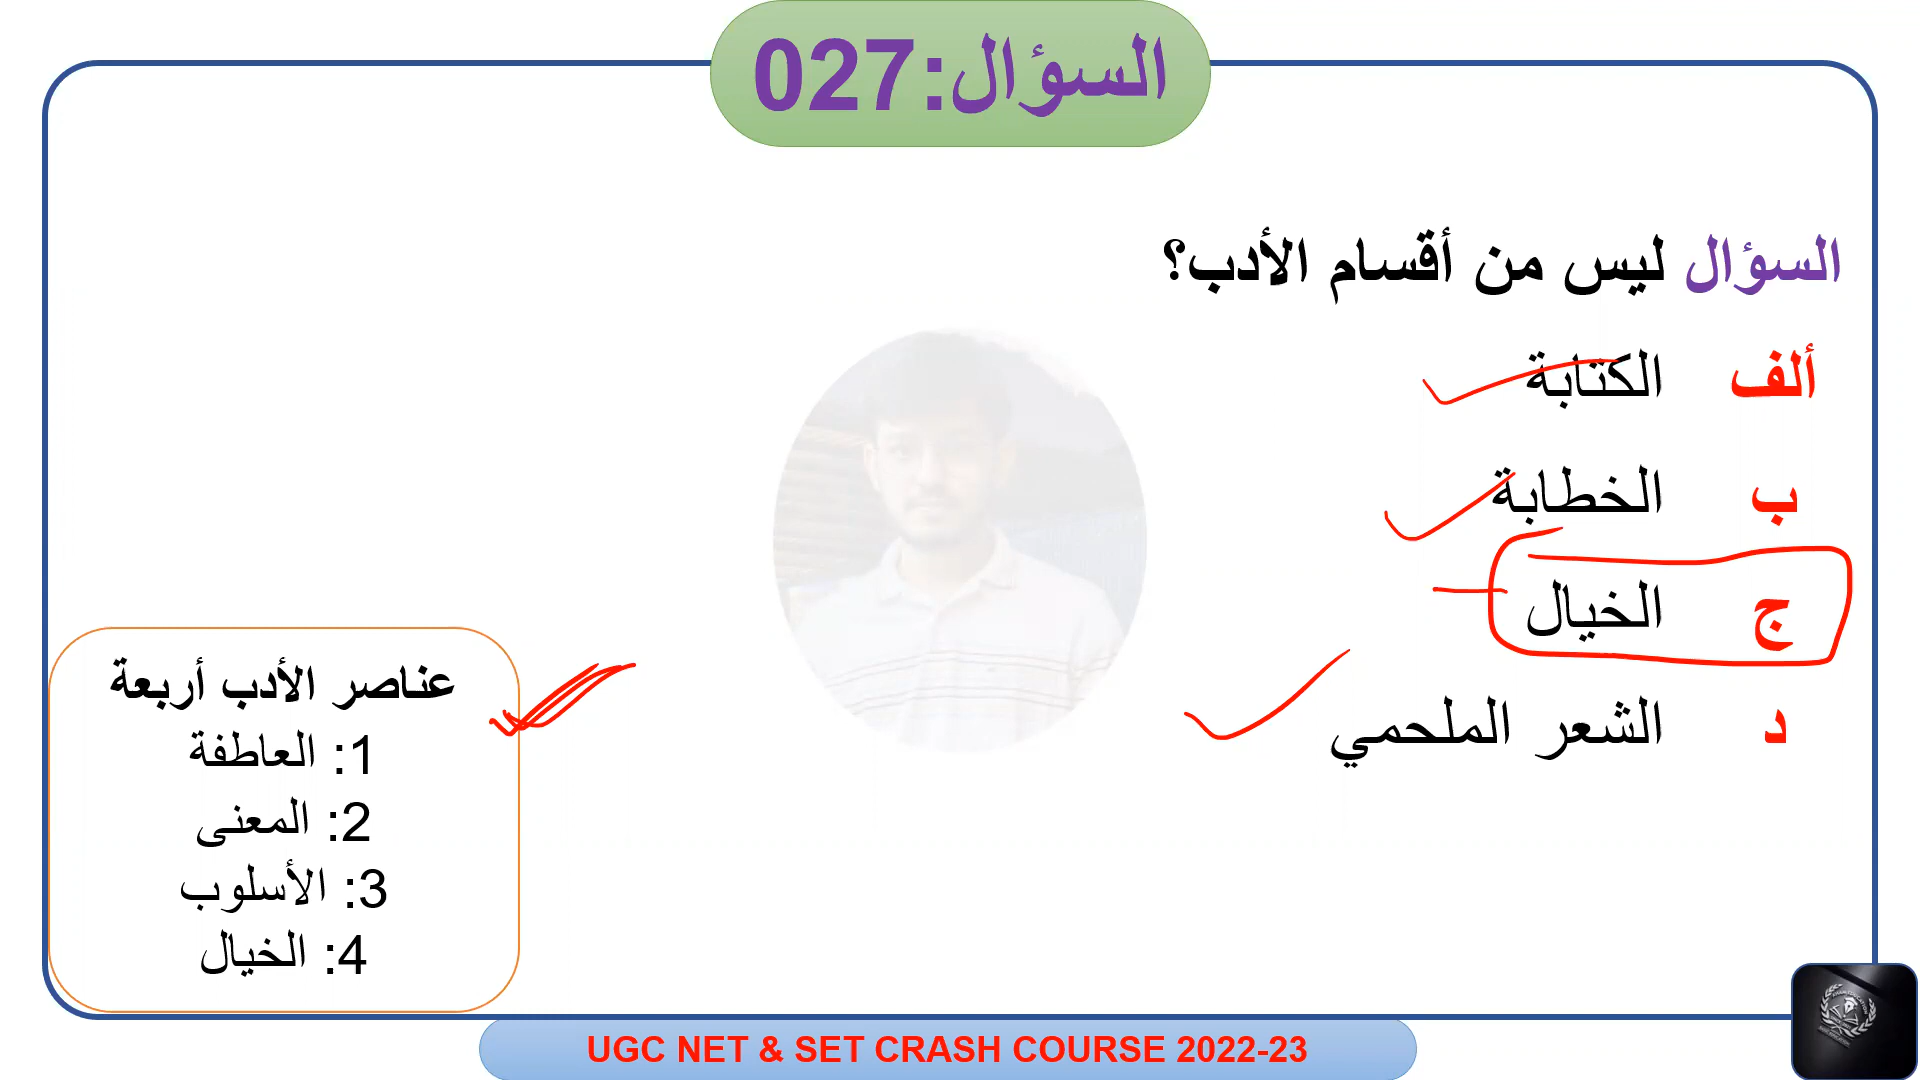 السؤال:027
السؤال ليس من أقسام الأدب؟
ألف الكتابة
ب الخطابة
ج الخيال
د الشعر الملحمي
عناصر الأدب أربعة
1: العاطفة
2: المعنى
3: الأسلوب
4: الخيال
UGC NET & SET CRASH COURSE 2022-23